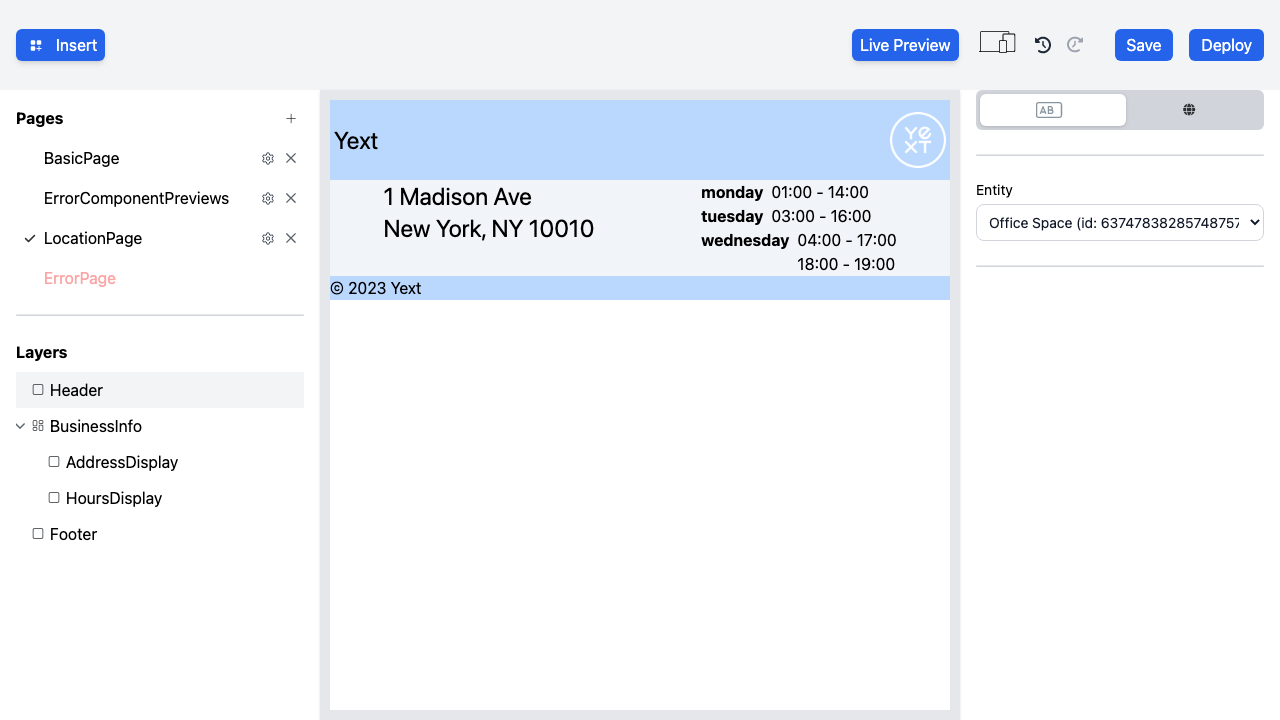 Insert
Live Preview
Save
Deploy
Pages
BasicPage
ErrorComponentPreviews
LocationPage
ErrorPage
Layers
Header
BusinessInfo
AddressDisplay
HoursDisplay
Footer
Yext
YEXT
1 Madison Ave
New York, NY 10010
monday 01:00 - 14:00
tuesday 03:00 - 16:00
wednesday 04:00 - 17:00
18:00 - 19:00
© 2023 Yext
AB
Entity
Office Space (id: 63747838285748757